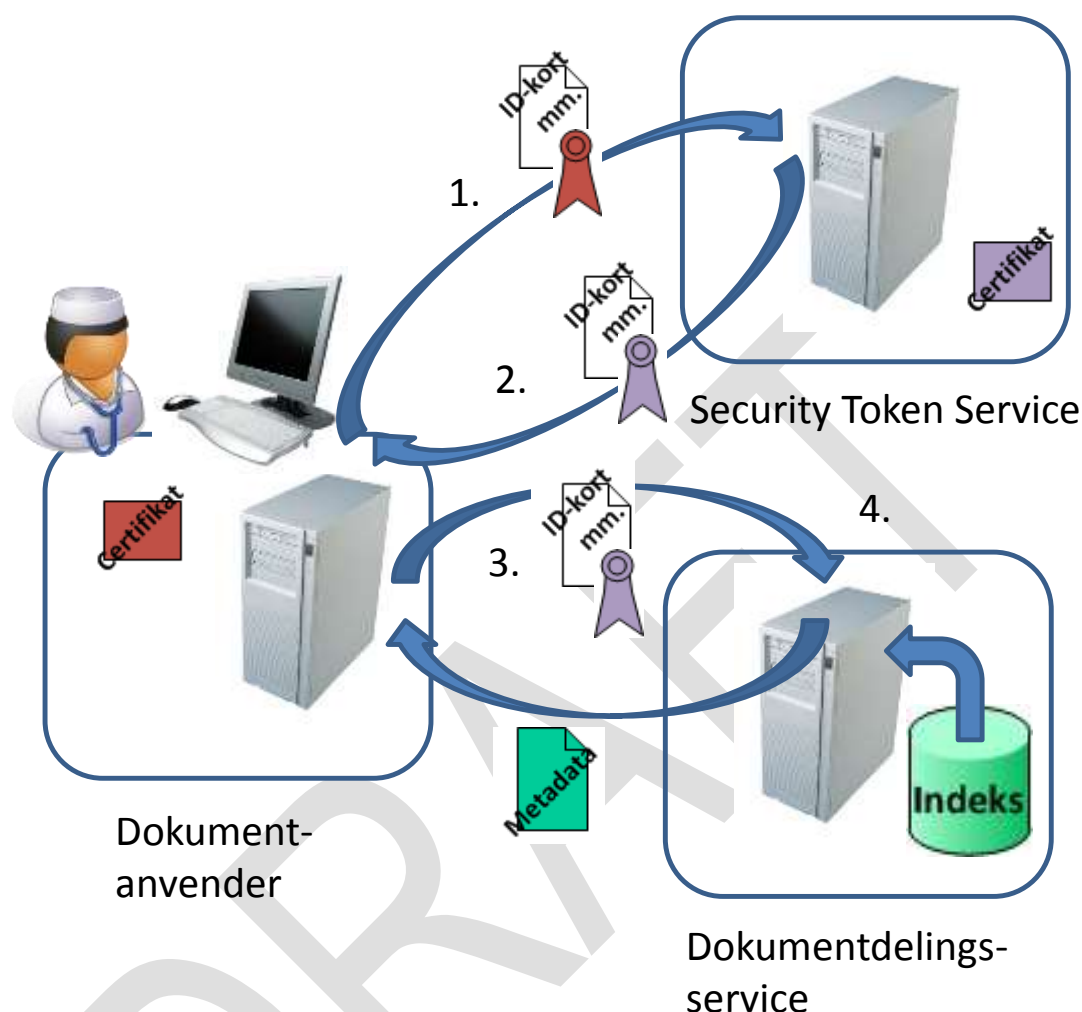 ID-kort
mm.
1.
Certifikat
ID-kort
mm.
2.
Security Token Service
Certifikat
ID-kort
mm.
3.
4.
Metadata
Indeks
Dokument-
anvender
Dokumentdelings-
service
DRAFT